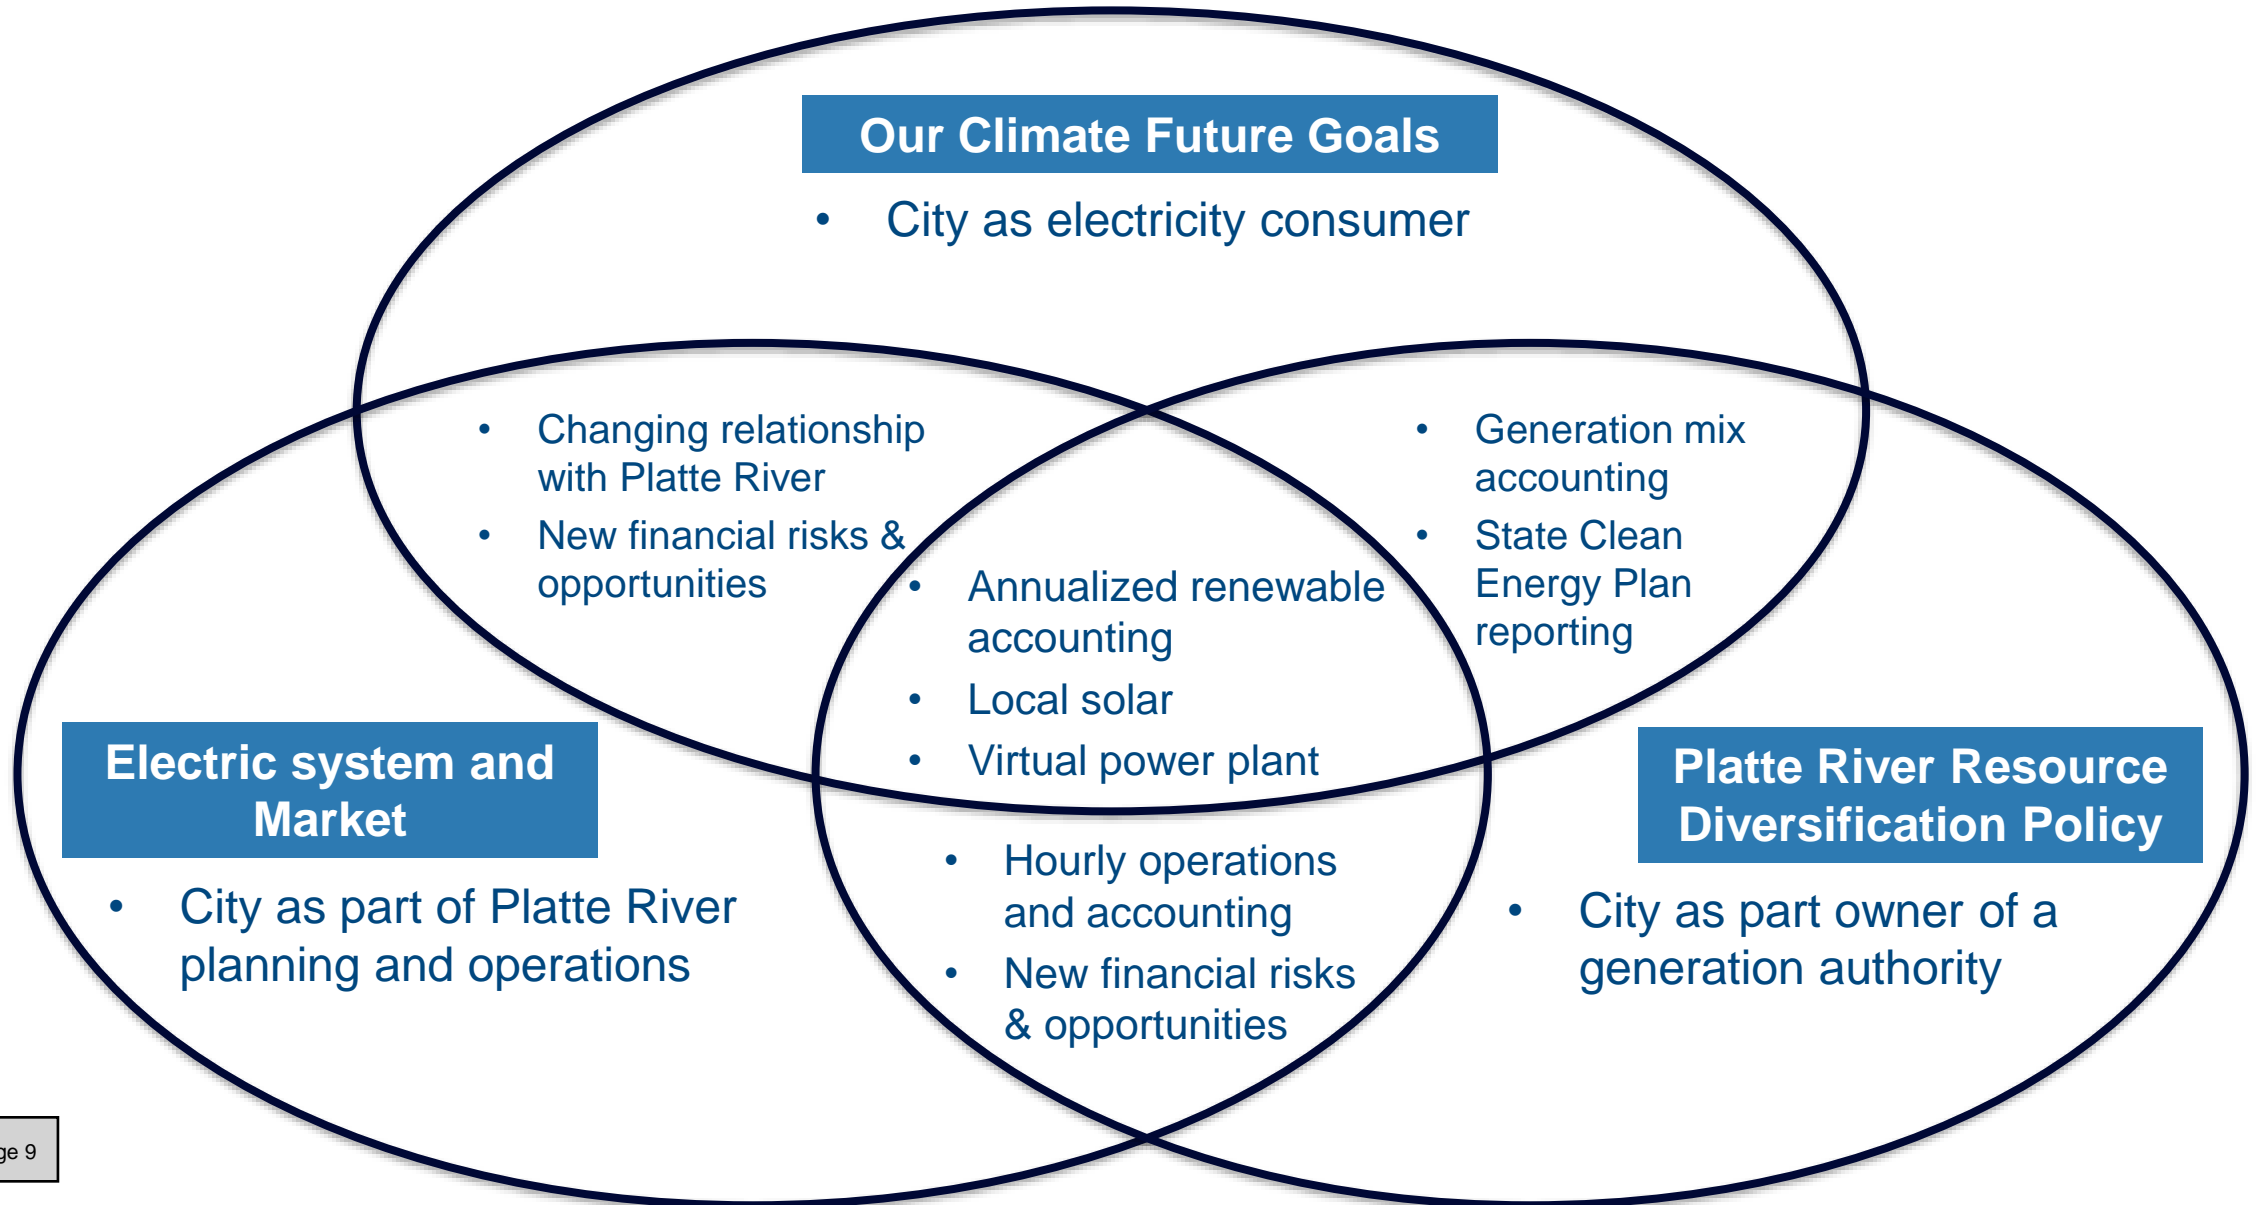 Our Climate Future Goals
• City as electricity consumer
• Changing relationship
with Platte River
• New financial risks &
opportunities
• Generation mix
accounting
• State Clean
Energy Plan
reporting
• Annualized renewable
accounting
• Local solar
• Virtual power plant
Electric system and
Market
• City as part of Platte River
planning and operations
Platte River Resource
Diversification Policy
• City as part owner of a
generation authority
• Hourly operations
and accounting
• New financial risks
& opportunities
ge 9